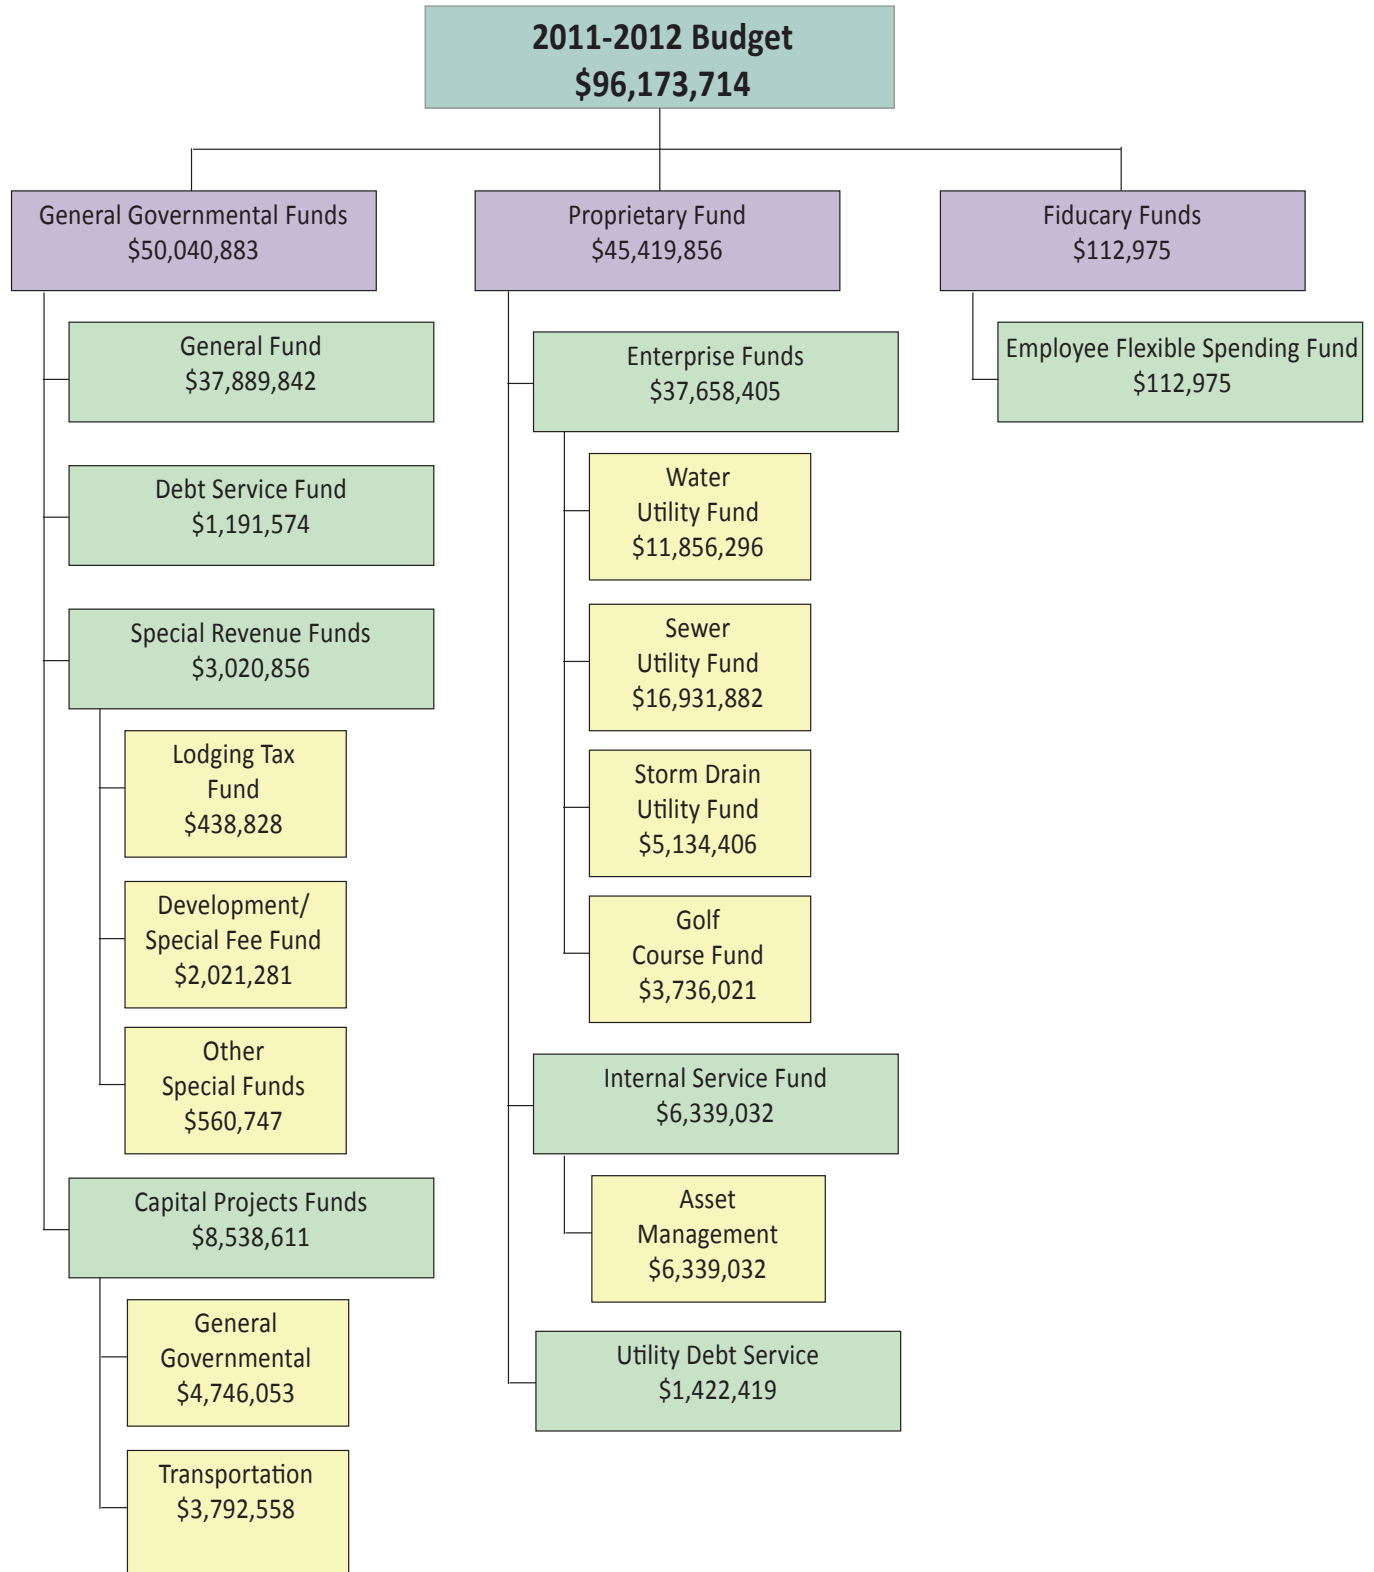 2011-2012 Budget
$96,173,714
General Governmental Funds
$50,040,883
General Fund
$37,889,842
Debt Service Fund
$1,191,574
Special Revenue Funds
$3,020,856
Lodging Tax
Fund
$438,828
Development/
Special Fee Fund
$2,021,281
Other
Special Funds
$560,747
Capital Projects Funds
$8,538,611
General
Governmental
$4,746,053
Transportation
$3,792,558
Proprietary Fund
$45,419,856
Enterprise Funds
$37,658,405
Water
Utility Fund
$11,856,296
Sewer
Utility Fund
$16,931,882
Storm Drain
Utility Fund
$5,134,406
Golf
Course Fund
$3,736,021
Internal Service Fund
$6,339,032
Asset
Management
$6,339,032
Utility Debt Service
$1,422,419
Fiducary Funds
$112,975
Employee Flexible Spending Fund
$112,975